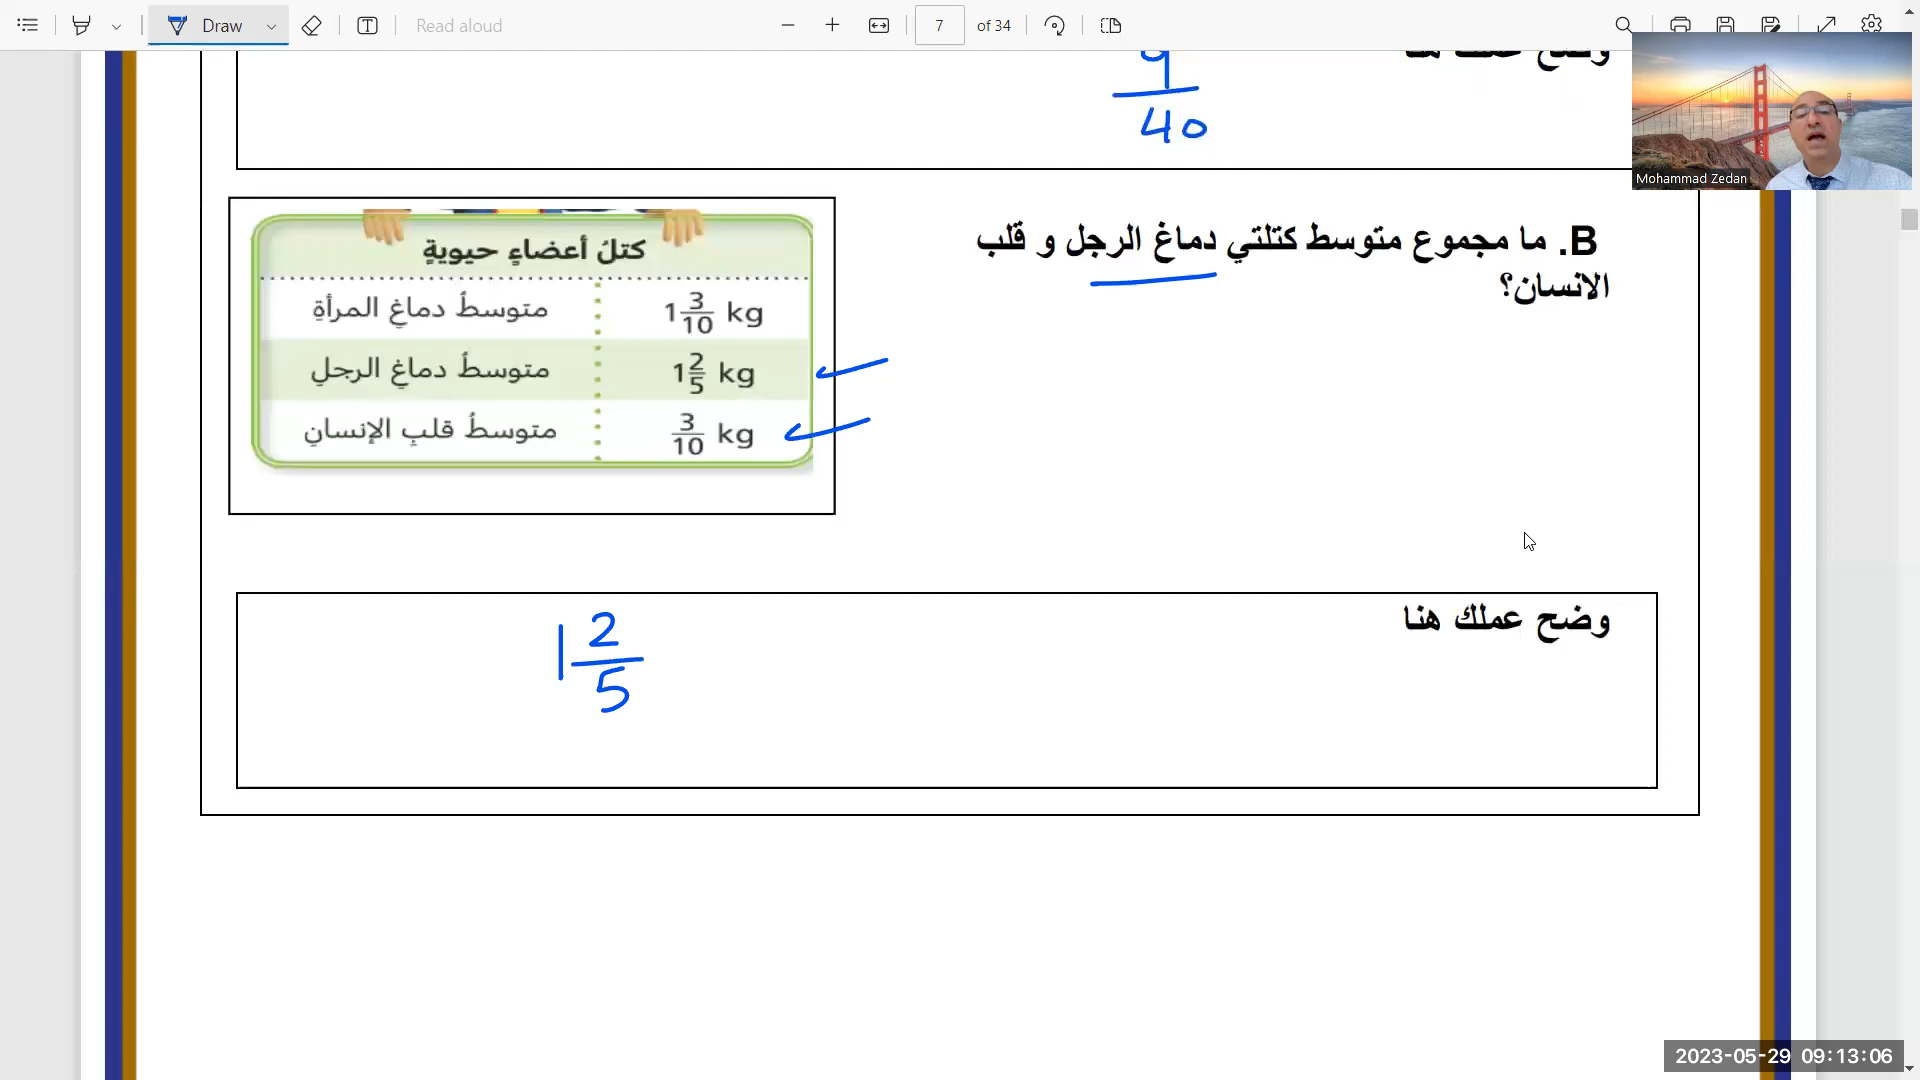 Draw
Read aloud
7 of 34
9
40
Mohammad Zedan
B. ما مجموع متوسط كتلتي دماغ الرجل و قلب
الانسان؟
كتلُ أعضاءٍ حيويةٍ
متوسطُ دماغِ المرأةِ 1 3/10 kg
متوسطُ دماغِ الرجلِ 1 2/5 kg
متوسطُ قلبِ الإنسانِ 3/10 kg
وضح عملك هنا
1 2/5
2023-05-29 09:13:06